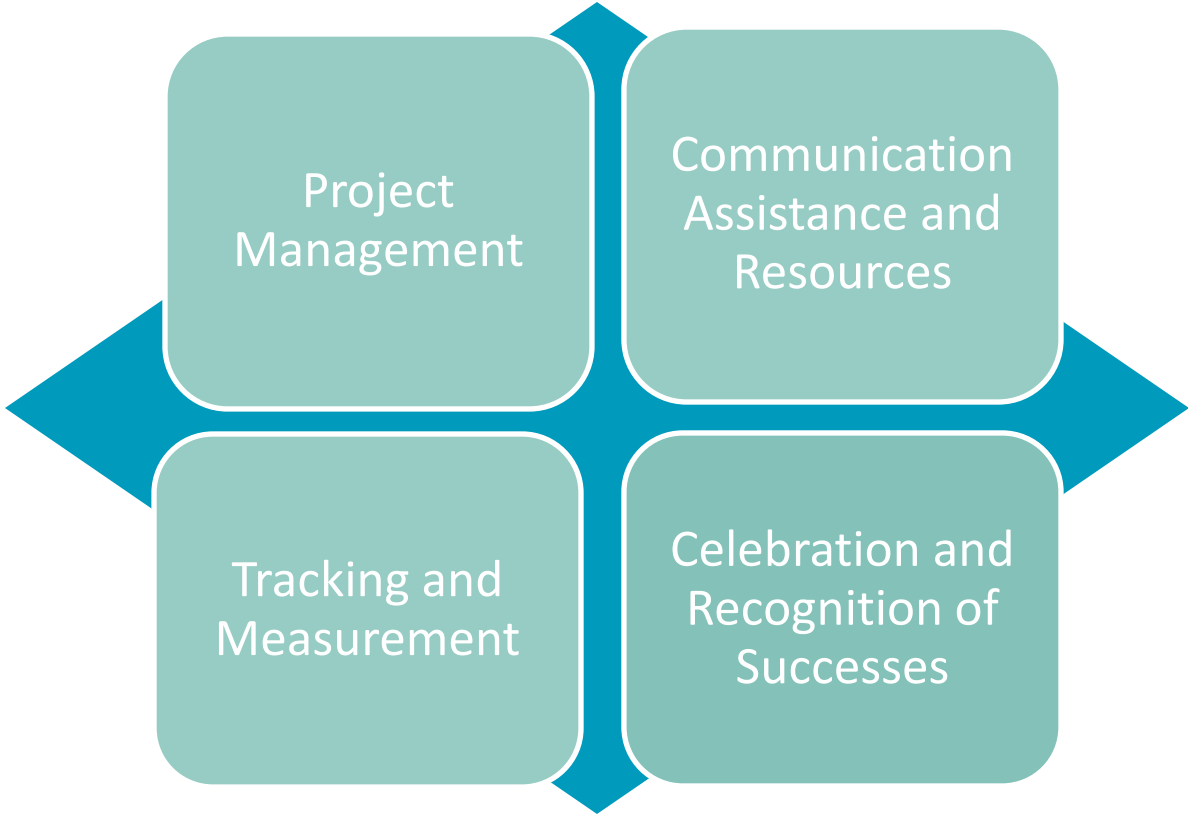 Project
Management
Communication
Assistance and
Resources
Tracking and
Measurement
Celebration and
Recognition of
Successes